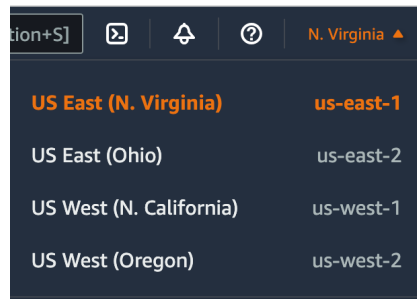 tion+S]
N. Virginia ▲
US East (N. Virginia) us-east-1
US East (Ohio) us-east-2
US West (N. California) us-west-1
US West (Oregon) us-west-2